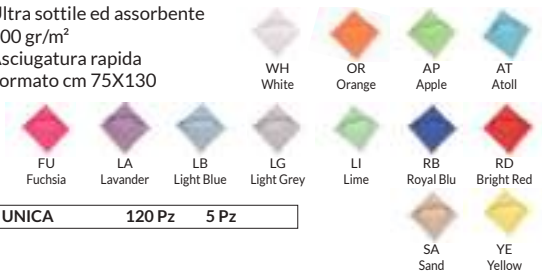 ltra sottile ed assorbente
00 gr/m²
sciugatura rapida
ormato cm 75X130
WH OR AP AT
White Orange Apple Atoll
FU LA LB LG LI RB RD
Fuchsia Lavander Light Blue Light Grey Lime Royal Blu Bright Red
UNICA 120 Pz 5 Pz
SA YE
Sand Yellow